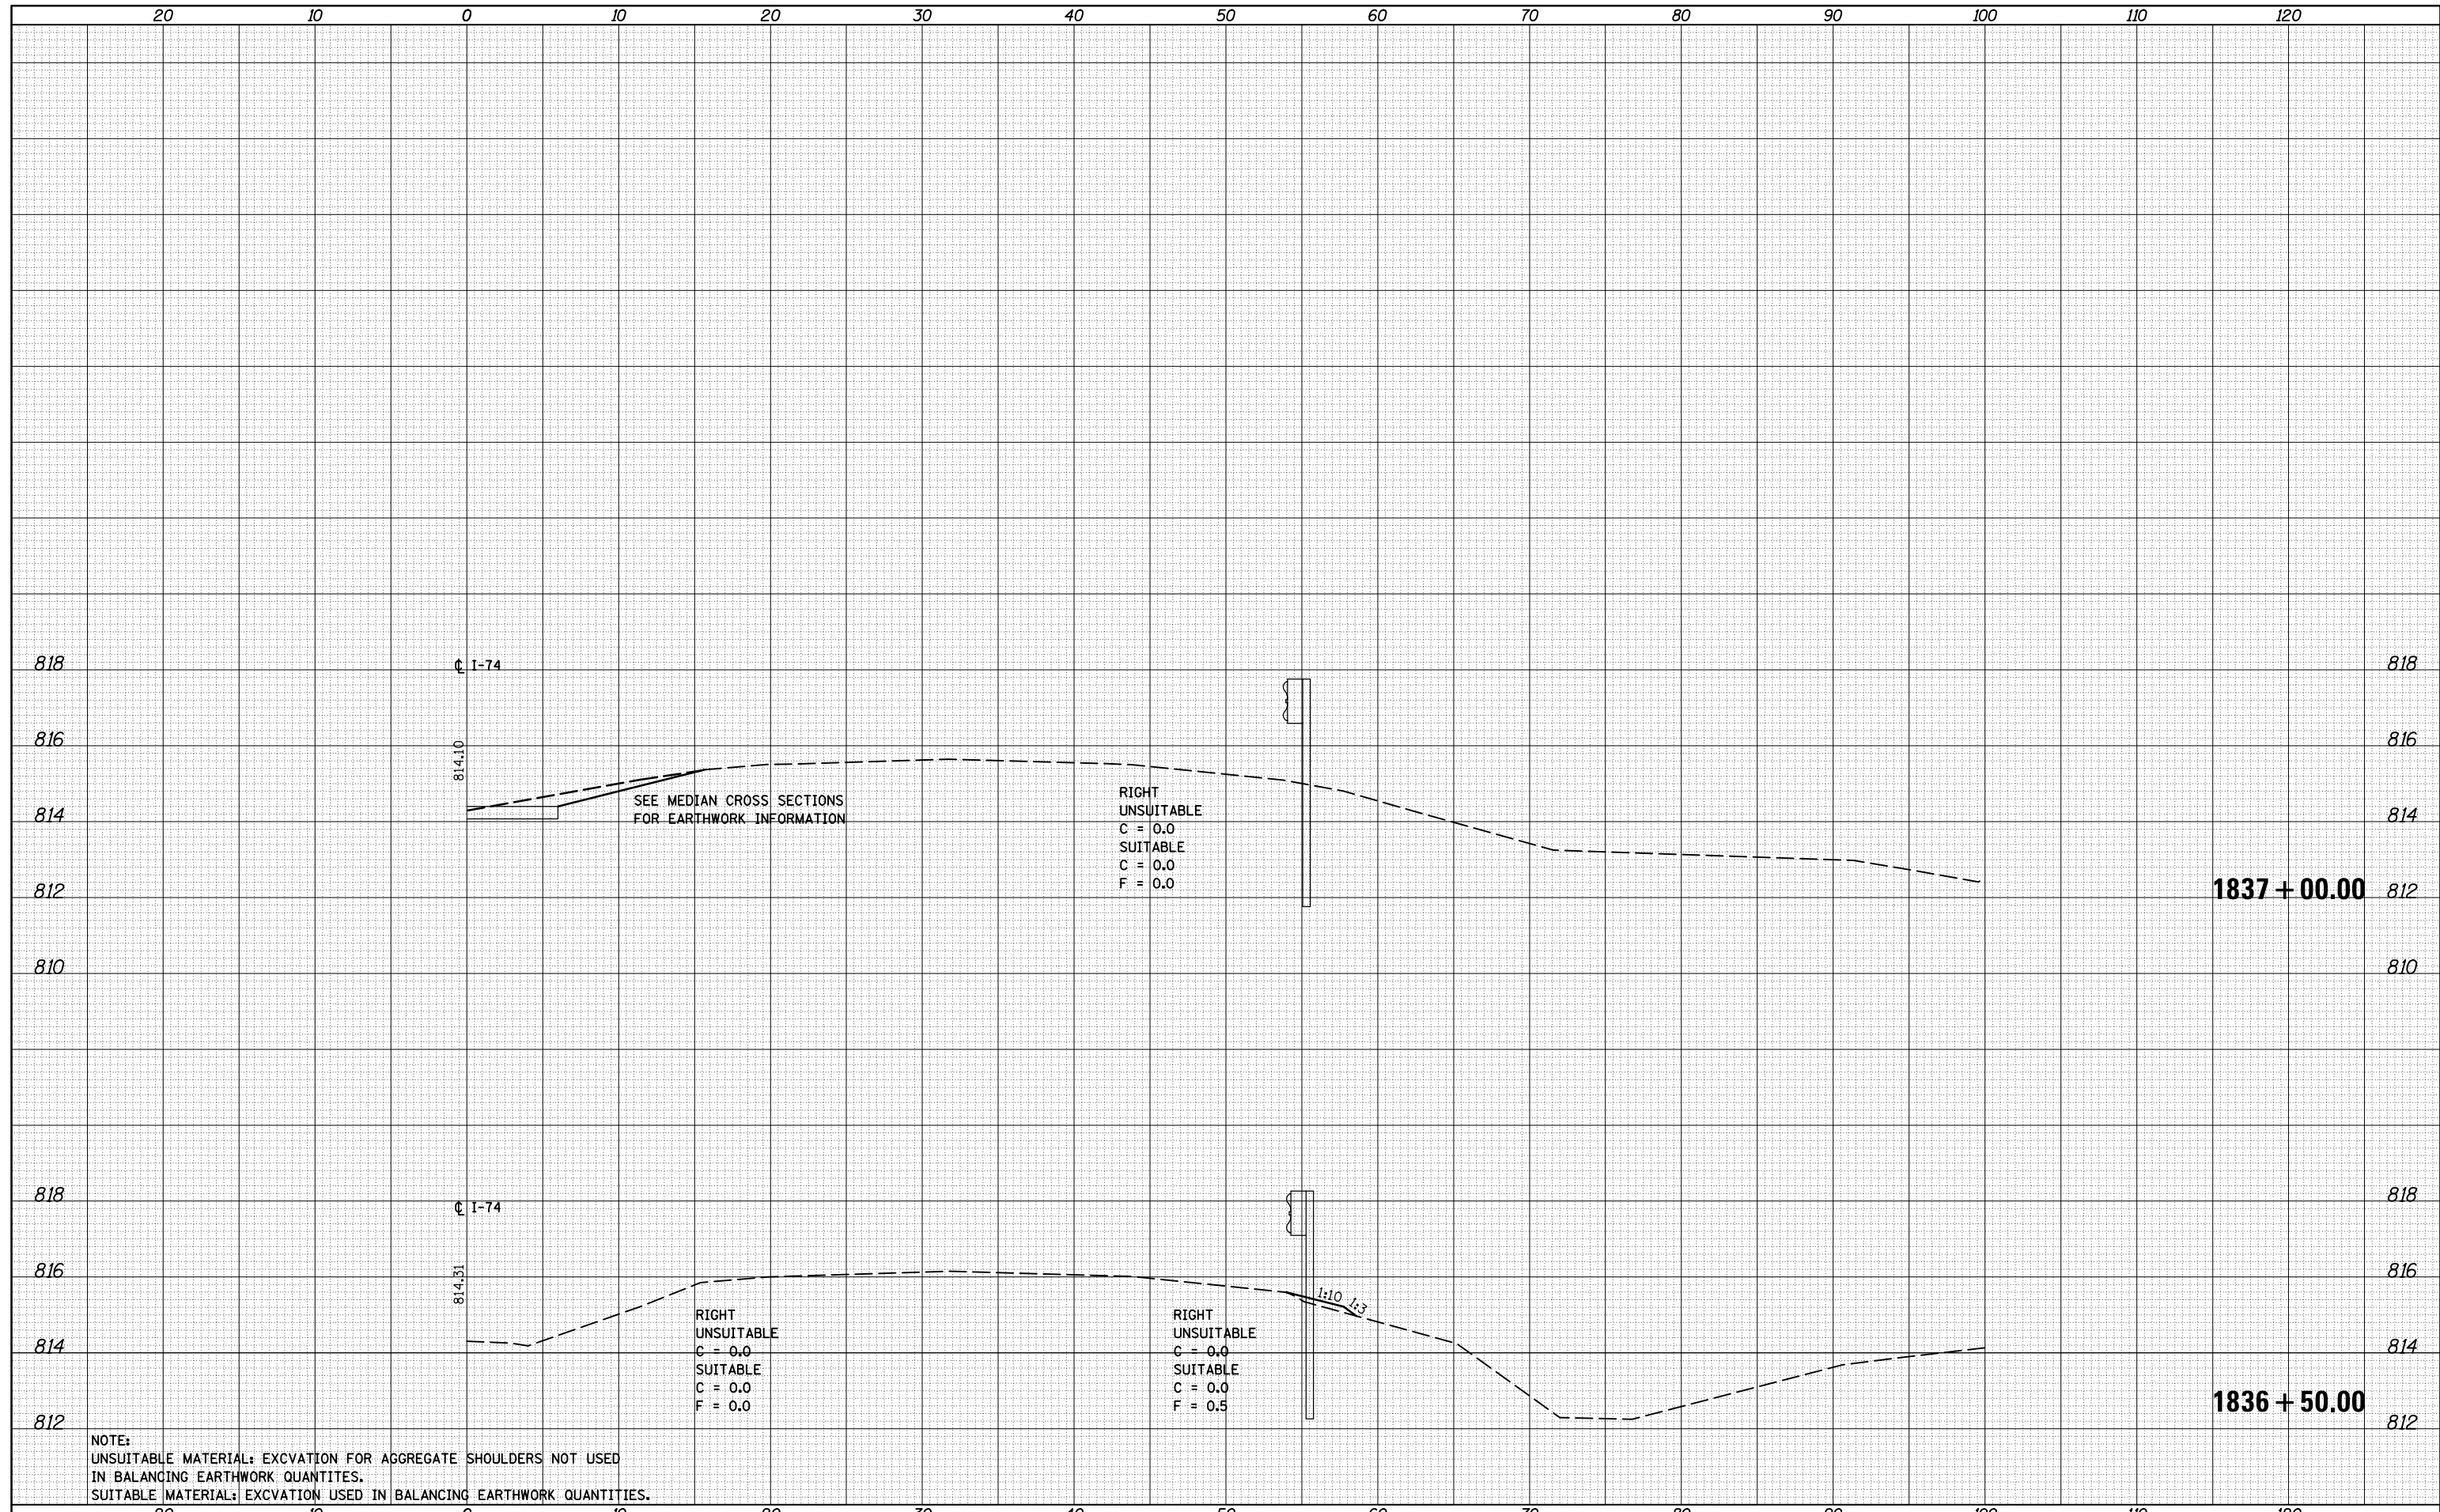 20 10 0 10 20 30 40 50 60 70 80 90 100 110 120
818 ℄ I-74 818
816 814.10 816
SEE MEDIAN CROSS SECTIONS
FOR EARTHWORK INFORMATION
814 814
RIGHT
UNSUITABLE
C = 0.0
SUITABLE
C = 0.0
F = 0.0
812 1837+00.00 812
810 810
818 ℄ I-74 818
816 814.31 816
1:10 1:3
RIGHT
UNSUITABLE
C = 0.0
SUITABLE
C = 0.0
F = 0.0
RIGHT
UNSUITABLE
C = 0.0
SUITABLE
C = 0.0
F = 0.5
814 814
1836+50.00
812 812
NOTE:
UNSUITABLE MATERIAL: EXCVATION FOR AGGREGATE SHOULDERS NOT USED
IN BALANCING EARTHWORK QUANTITES.
SUITABLE MATERIAL: EXCVATION USED IN BALANCING EARTHWORK QUANTITIES.